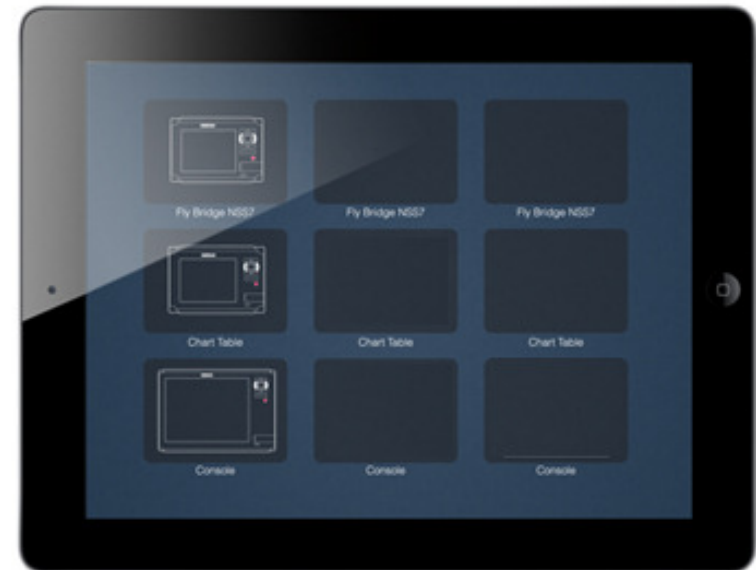 Fly Bridge NSS7 Fly Bridge NSS7 Fly Bridge NSS7
Chart Table Chart Table Chart Table
Console Console Console